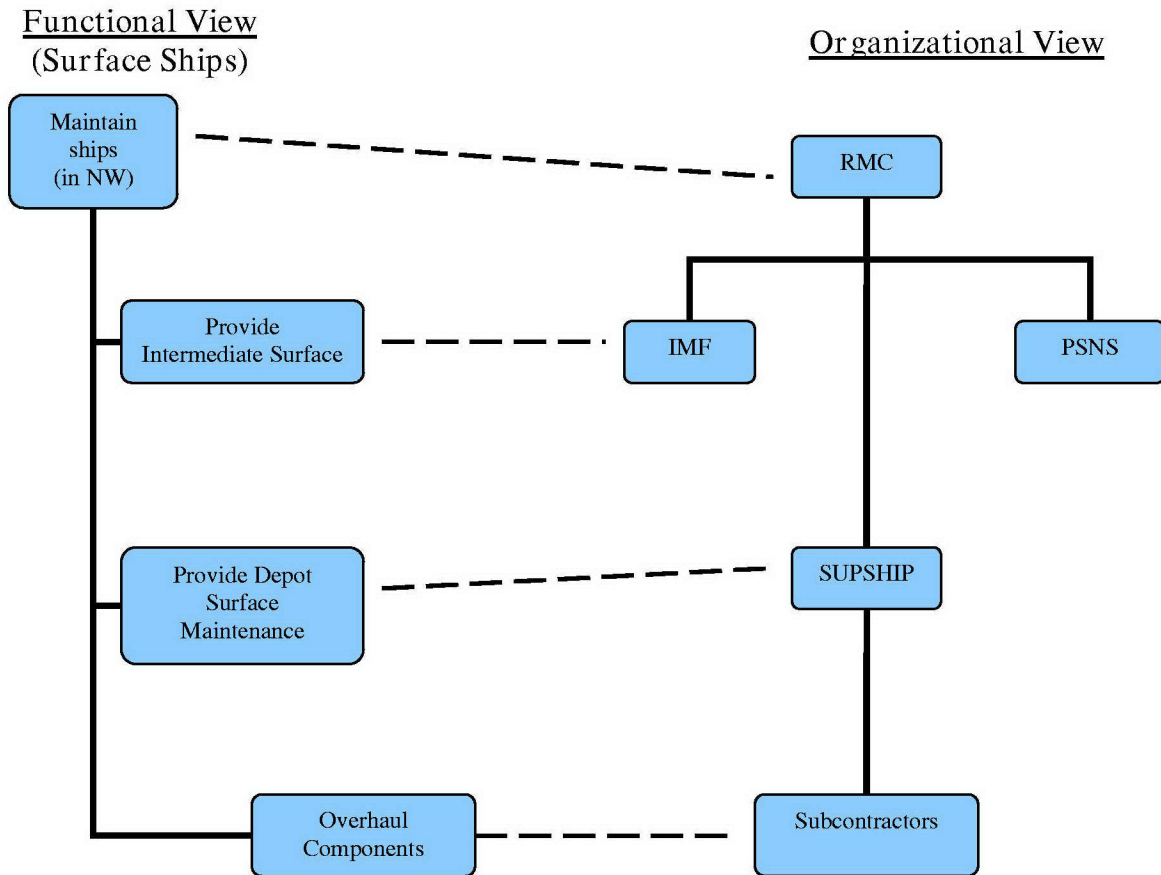 Functional View
(Surface Ships)
Organizational View
Maintain
ships
(in NW)
RMC
Provide
Intermediate Surface
IMF
PSNS
Provide Depot
Surface
Maintenance
SUPSHIP
Overhaul
Components
Subcontractors